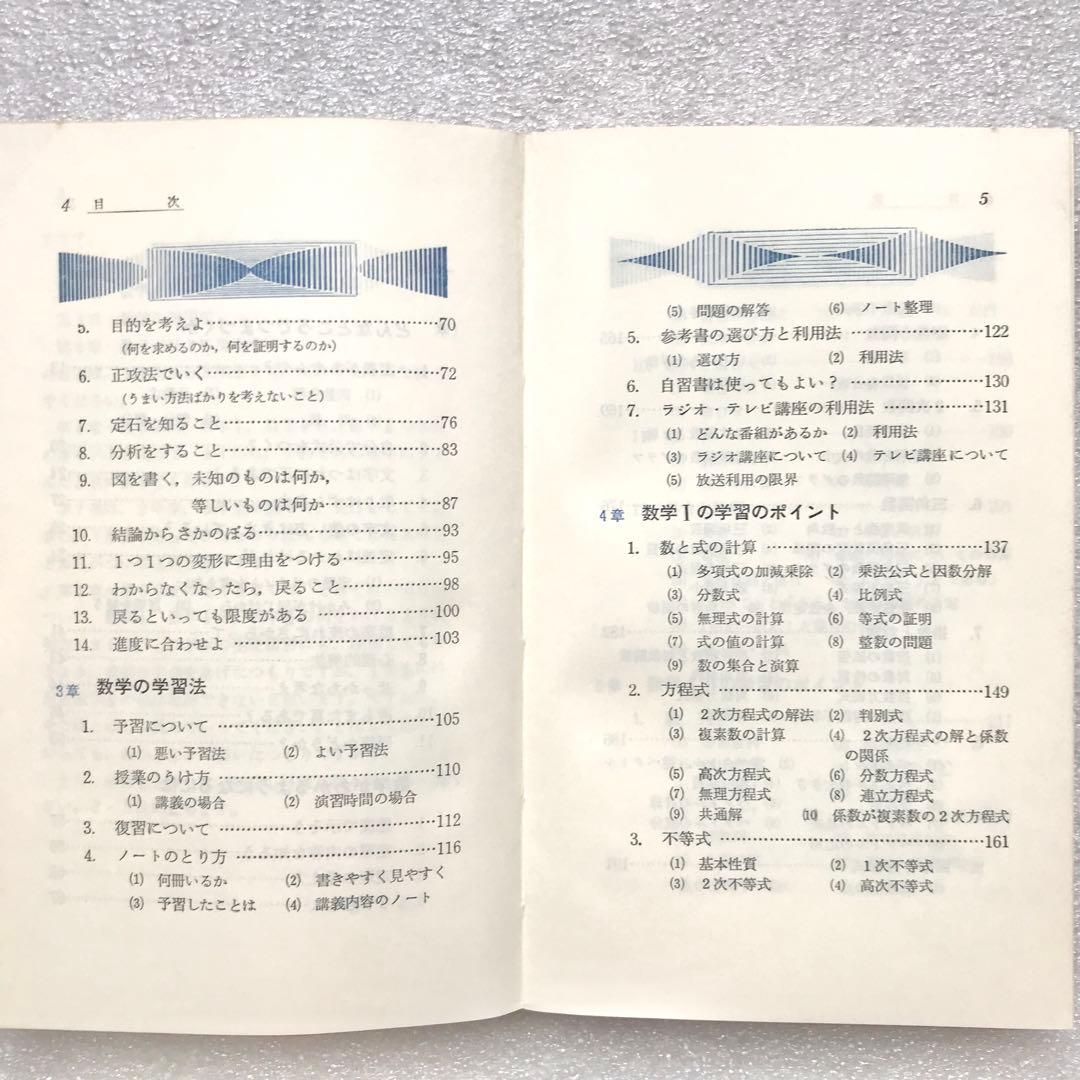 4 目 次
5. 目的を考えよ……………………………70
(何を求めるのか，何を証明するのか)
6. 正攻法でいく……………………………72
(うまい方法ばかりを考えないこと)
7. 定石を知ること…………………………76
8. 分析をすること…………………………83
9. 図を書く，未知のものは何か，
等しいものは何か……………87
10. 結論からさかのぼる……………………93
11. 1つ1つの変形に理由をつける…………95
12. わからなくなったら，戻ること…………98
13. 戻るといっても限度がある……………100
14. 進度に合わせよ…………………………103
3章 数学の学習法
1. 予習について……………………………105
(1) 悪い予習法 (2) よい予習法
2. 授業のうけ方……………………………110
(1) 講義の場合 (2) 演習時間の場合
3. 復習について……………………………112
4. ノートのとり方…………………………116
(1) 何冊いるか (2) 書きやすく見やすく
(3) 予習したことは (4) 講義内容のノート
5
(5) 問題の解答 (6) ノート整理
5. 参考書の選び方と利用法………………122
(1) 選び方 (2) 利用法
6. 自習書は使ってもよい？………………130
7. ラジオ・テレビ講座の利用法…………131
(1) どんな番組があるか (2) 利用法
(3) ラジオ講座について (4) テレビ講座について
(5) 放送利用の限界
4章 数学Ⅰの学習のポイント
1. 数と式の計算……………………………137
(1) 多項式の加減乗除 (2) 乗法公式と因数分解
(3) 分数式 (4) 比例式
(5) 無理式の計算 (6) 等式の証明
(7) 式の値の計算 (8) 整数の問題
(9) 数の集合と演算
2. 方程式……………………………………149
(1) 2次方程式の解法 (2) 判別式
(3) 複素数の計算 (4) 2次方程式の解と係数
の関係
(5) 高次方程式 (6) 分数方程式
(7) 無理方程式 (8) 連立方程式
(9) 共通解 (10) 係数が複素数の2次方程式
3. 不等式……………………………………161
(1) 基本性質 (2) 1次不等式
(3) 2次不等式 (4) 高次不等式